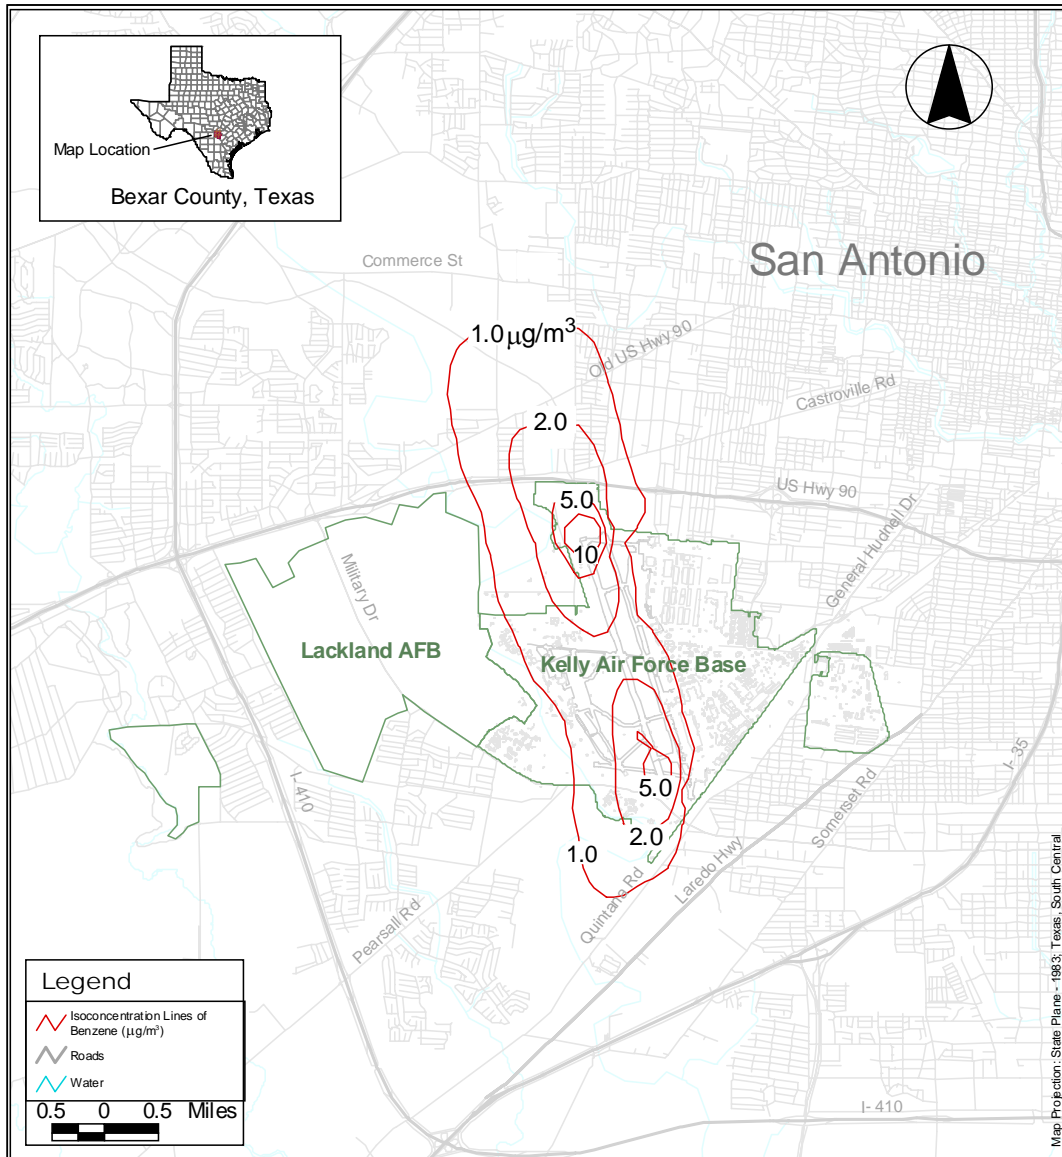 Map Location
Bexar County, Texas
San Antonio
Commerce St
1.0 µg/m³
Old US Hwy 90
Castroville Rd
2.0
US Hwy 90
5.0
General Hudnell Dr
10
Military Dr
Lackland AFB
Kelly Air Force Base
I-35
I-410
5.0
Somerset Rd
2.0
1.0
Laredo Hwy
Quintana Rd
Pearsall Rd
Legend
Isoconcentration Lines of
Benzene (µg/m³)
Roads
Water
0.5 0 0.5 Miles
I-410
Map Projection: State Plane - 1983; Texas, South Central